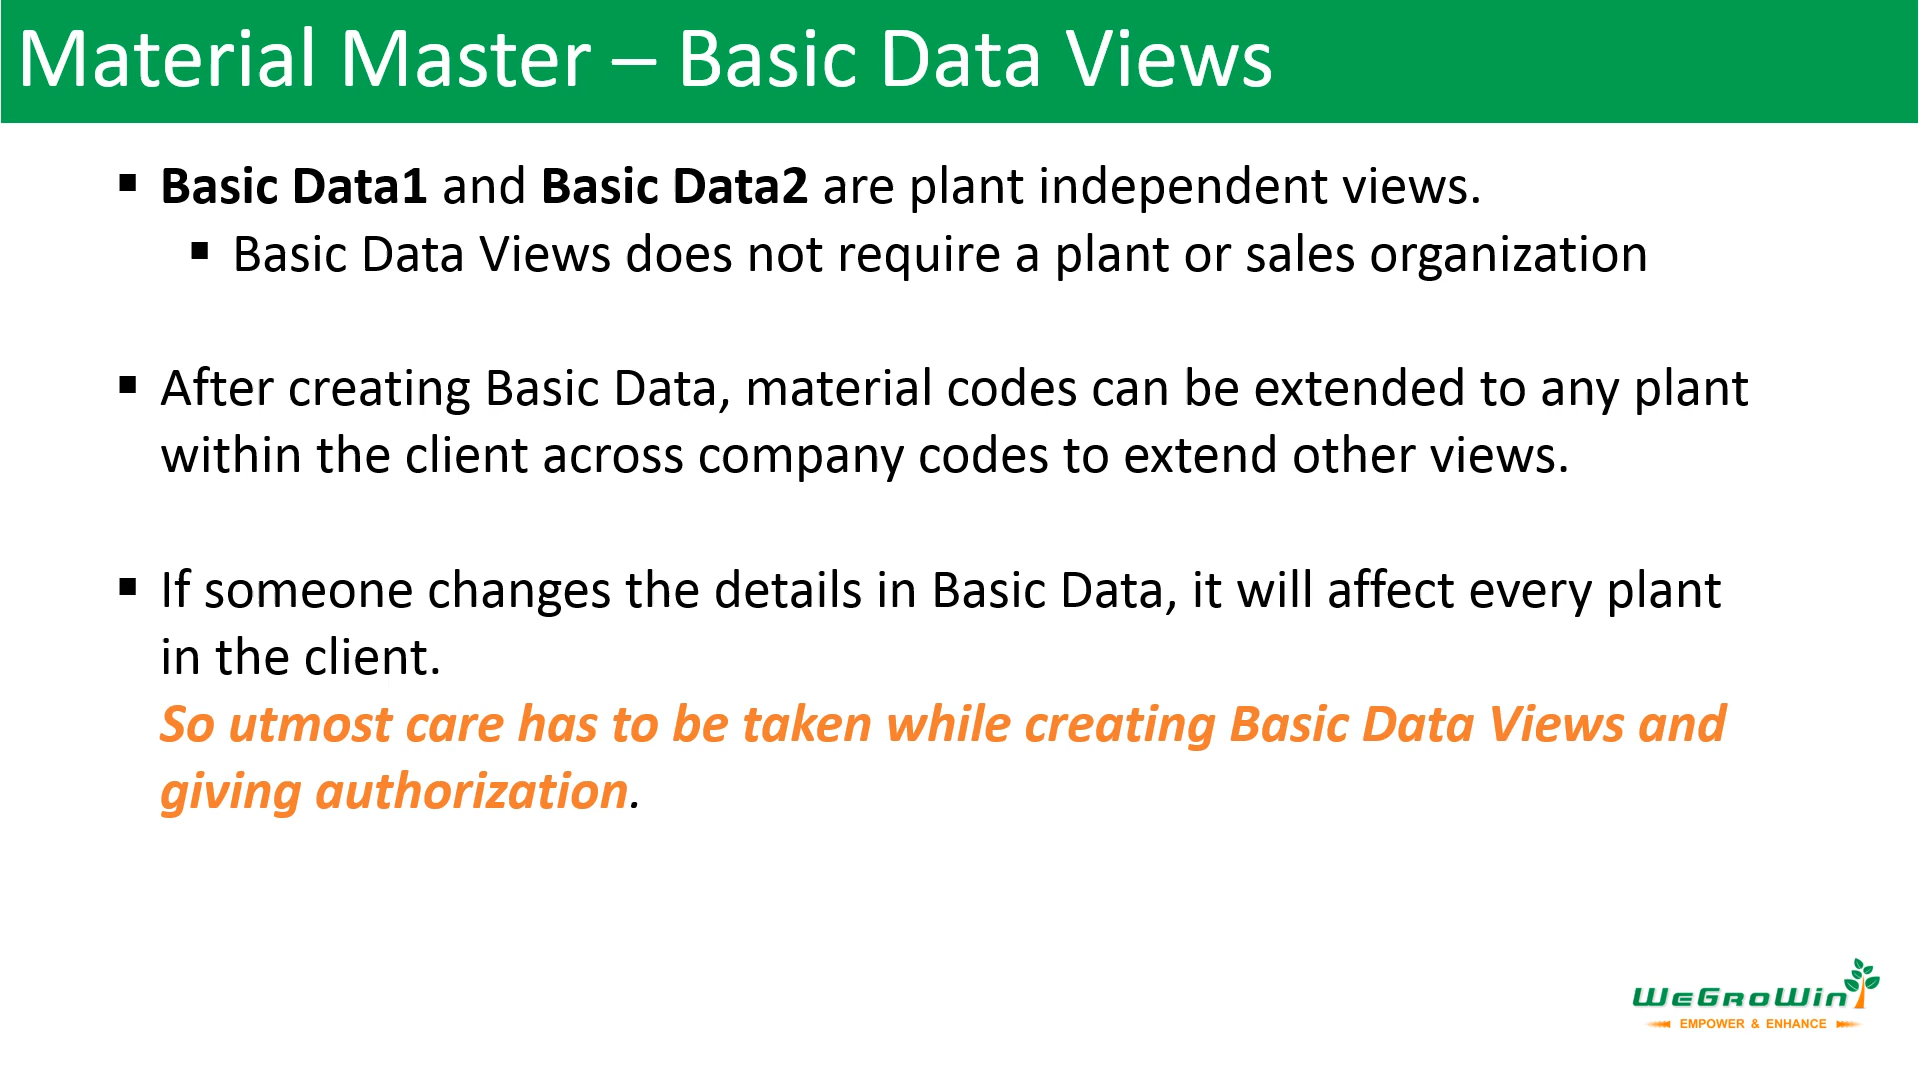 Material Master – Basic Data Views
▪ Basic Data1 and Basic Data2 are plant independent views.
▪ Basic Data Views does not require a plant or sales organization
▪ After creating Basic Data, material codes can be extended to any plant
within the client across company codes to extend other views.
▪ If someone changes the details in Basic Data, it will affect every plant
in the client.
So utmost care has to be taken while creating Basic Data Views and
giving authorization.
WeGroWin
EMPOWER & ENHANCE